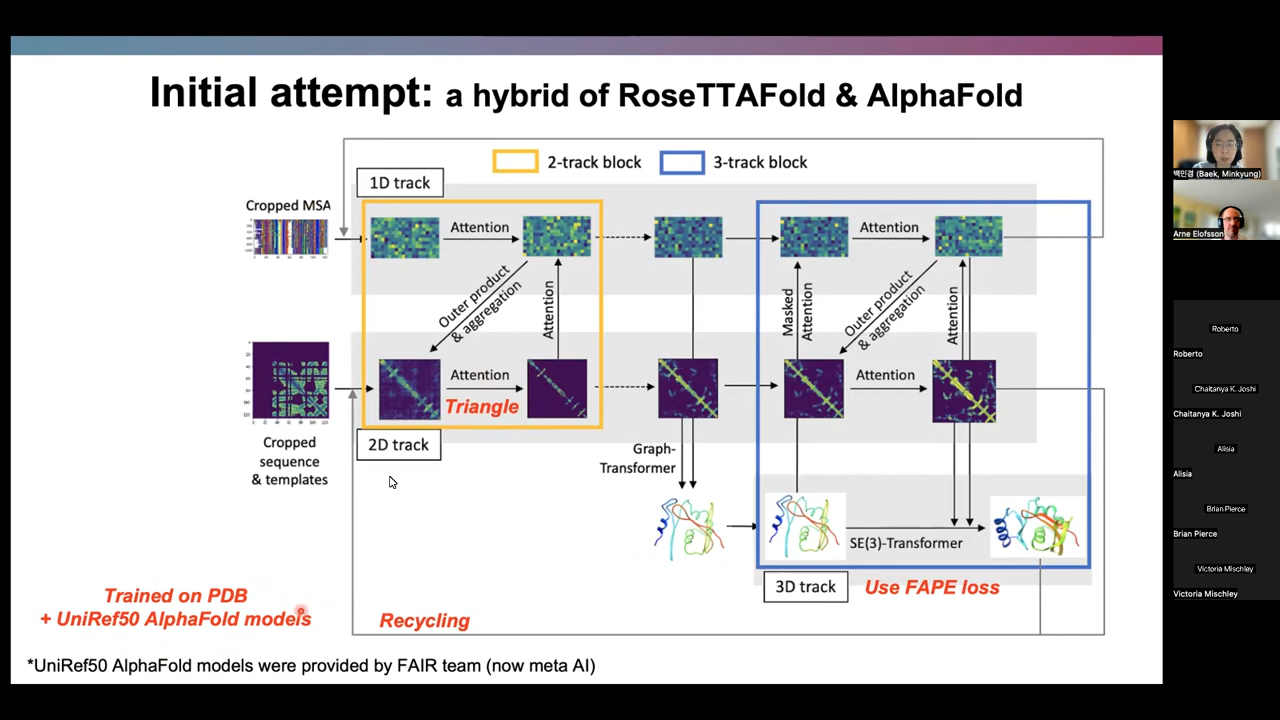 Initial attempt: a hybrid of RoseTTAFold & AlphaFold
2-track block
3-track block
1D track
Cropped MSA
Attention
Attention
Outer product
& aggregation
Attention
Masked
Attention
Outer product
& aggregation
Attention
Attention
Triangle
Attention
2D track
Cropped
sequence
& templates
Graph-
Transformer
SE(3)-Transformer
3D track
Use FAPE loss
Trained on PDB
+ UniRef50 AlphaFold models
Recycling
*UniRef50 AlphaFold models were provided by FAIR team (now meta AI)
백민경 (Baek, Minkyung)
Arne Elofsson
Roberto
Roberto
Chaitanya K. Joshi
Chaitanya K. Joshi
Alisia
Alisia
Brian Pierce
Brian Pierce
Victoria Mischley
Victoria Mischley